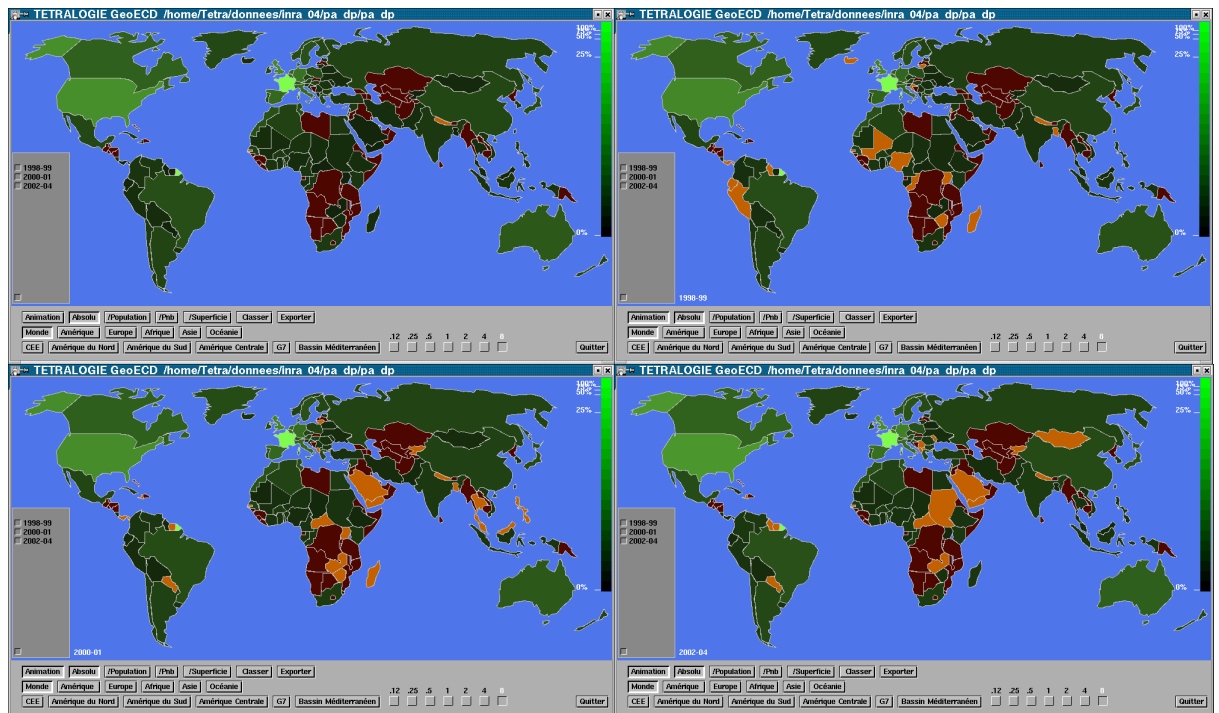 TETRALOGIE GeoECD /home/Tetra/donnees/inra_04/pa_dp/pa_dp
100%
50%
25%
0%
1998-99
2000-01
2002-04
Animation Absolu /Population /Pnb /Superficie Classer Exporter
Monde Amérique Europe Afrique Asie Océanie
CEE Amérique du Nord Amérique du Sud Amérique Centrale G7 Bassin Méditerranéen Quitter
TETRALOGIE GeoECD /home/Tetra/donnees/inra_04/pa_dp/pa_dp
100%
50%
25%
0%
1998-99
2000-01
2002-04
1998-99
Animation Absolu /Population /Pnb /Superficie Classer Exporter
Monde Amérique Europe Afrique Asie Océanie .12 .25 .5 1 2 4 8
CEE Amérique du Nord Amérique du Sud Amérique Centrale G7 Bassin Méditerranéen Quitter
TETRALOGIE GeoECD /home/Tetra/donnees/inra_04/pa_dp/pa_dp
100%
50%
25%
0%
1998-99
2000-01
2002-04
2000-01
Animation Absolu /Population /Pnb /Superficie Classer Exporter
Monde Amérique Europe Afrique Asie Océanie .12 .25 .5 1 2 4 8
CEE Amérique du Nord Amérique du Sud Amérique Centrale G7 Bassin Méditerranéen Quitter
TETRALOGIE GeoECD /home/Tetra/donnees/inra_04/pa_dp/pa_dp
100%
50%
25%
0%
1998-99
2000-01
2002-04
2002-04
Animation Absolu /Population /Pnb /Superficie Classer Exporter
Monde Amérique Europe Afrique Asie Océanie .12 .25 .5 1 2 4 8
CEE Amérique du Nord Amérique du Sud Amérique Centrale G7 Bassin Méditerranéen Quitter